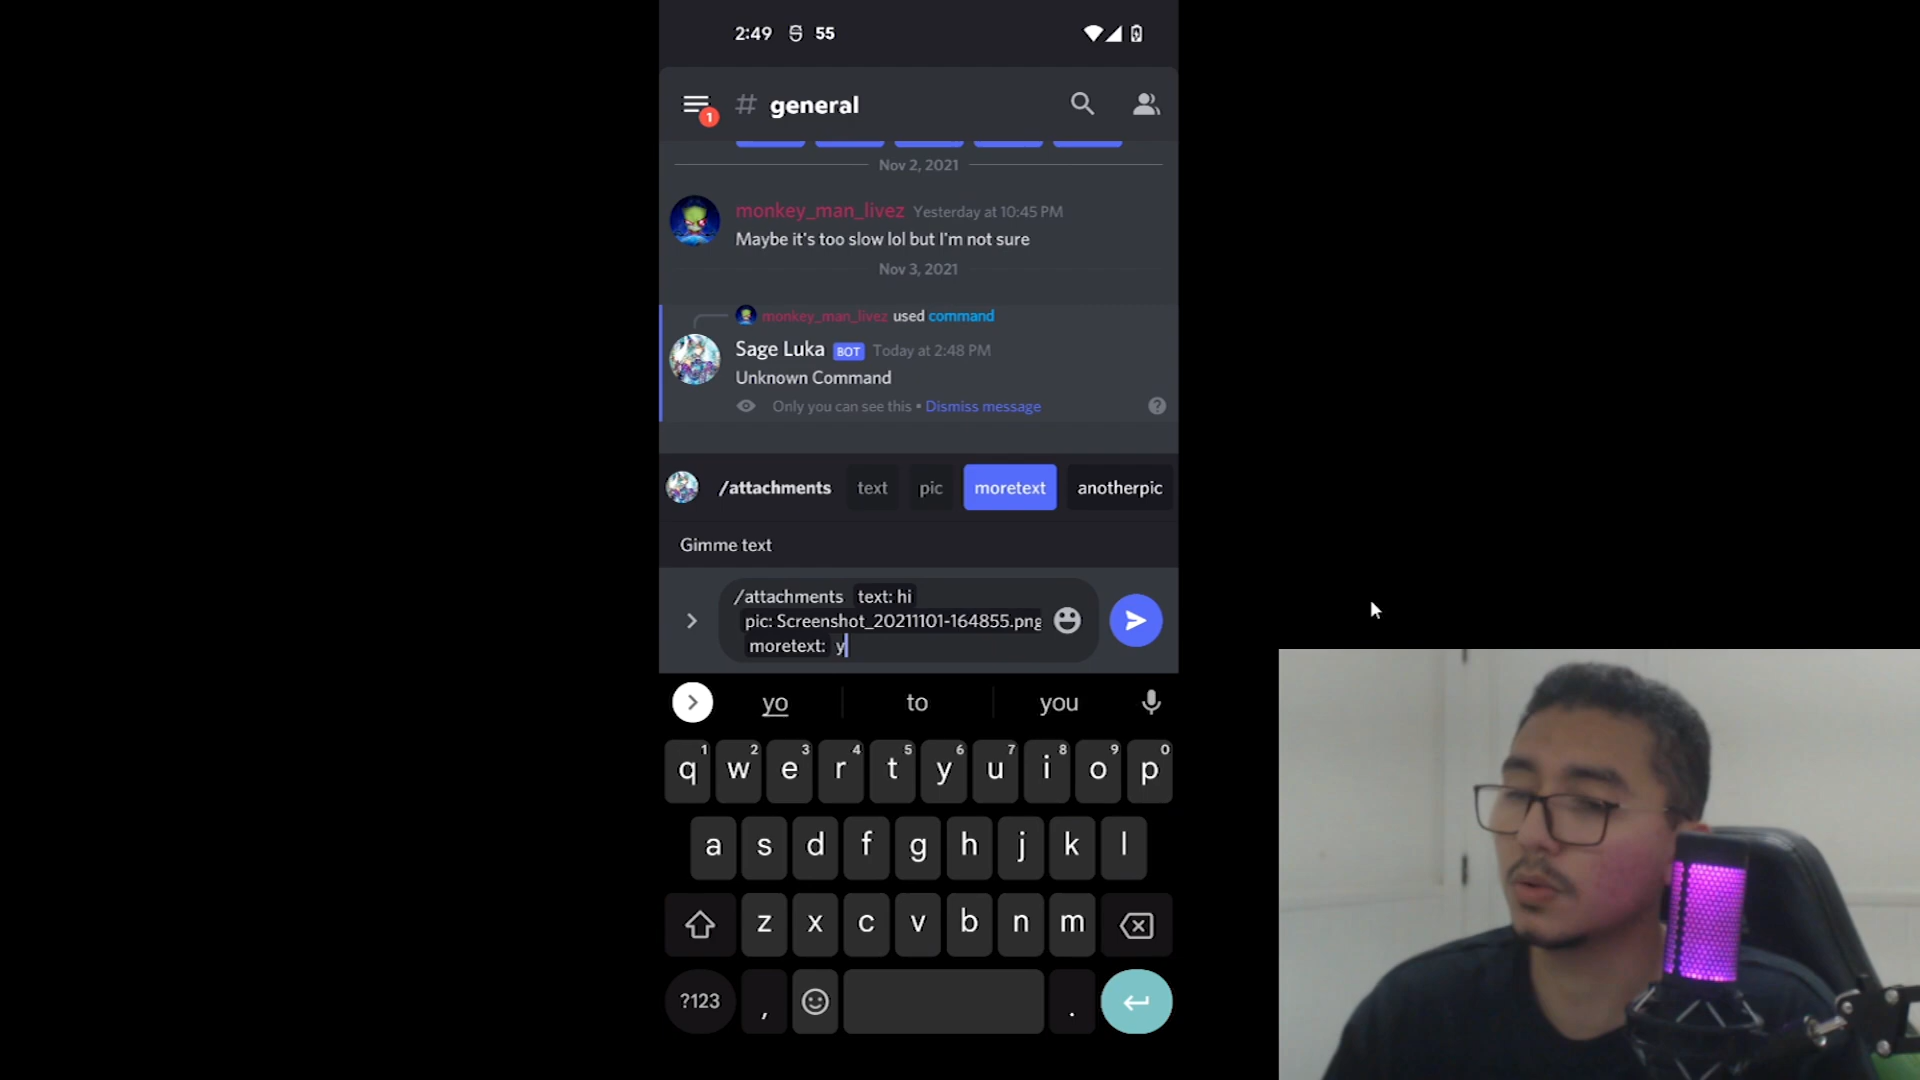 2:49 55
1
# general
Nov 2, 2021
monkey_man_livez Yesterday at 10:45 PM
Maybe it's too slow lol but I'm not sure
Nov 3, 2021
monkey_man_livez used command
Sage Luka BOT Today at 2:48 PM
Unknown Command
Only you can see this • Dismiss message ?
/attachments text pic moretext anotherpic
Gimme text
/attachments text: hi
pic: Screenshot_20211101-164855.png
moretext: y
yo to you
1 2 3 4 5 6 7 8 9 0
q w e r t y u i o p
a s d f g h j k l
z x c v b n m
?123 , .